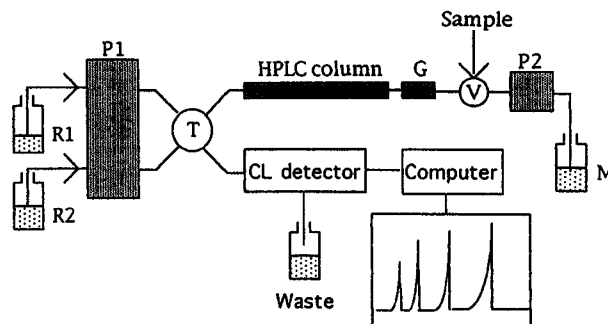 Sample
P1
HPLC column
G
V
P2
R1
T
R2
CL detector
Computer
M
Waste